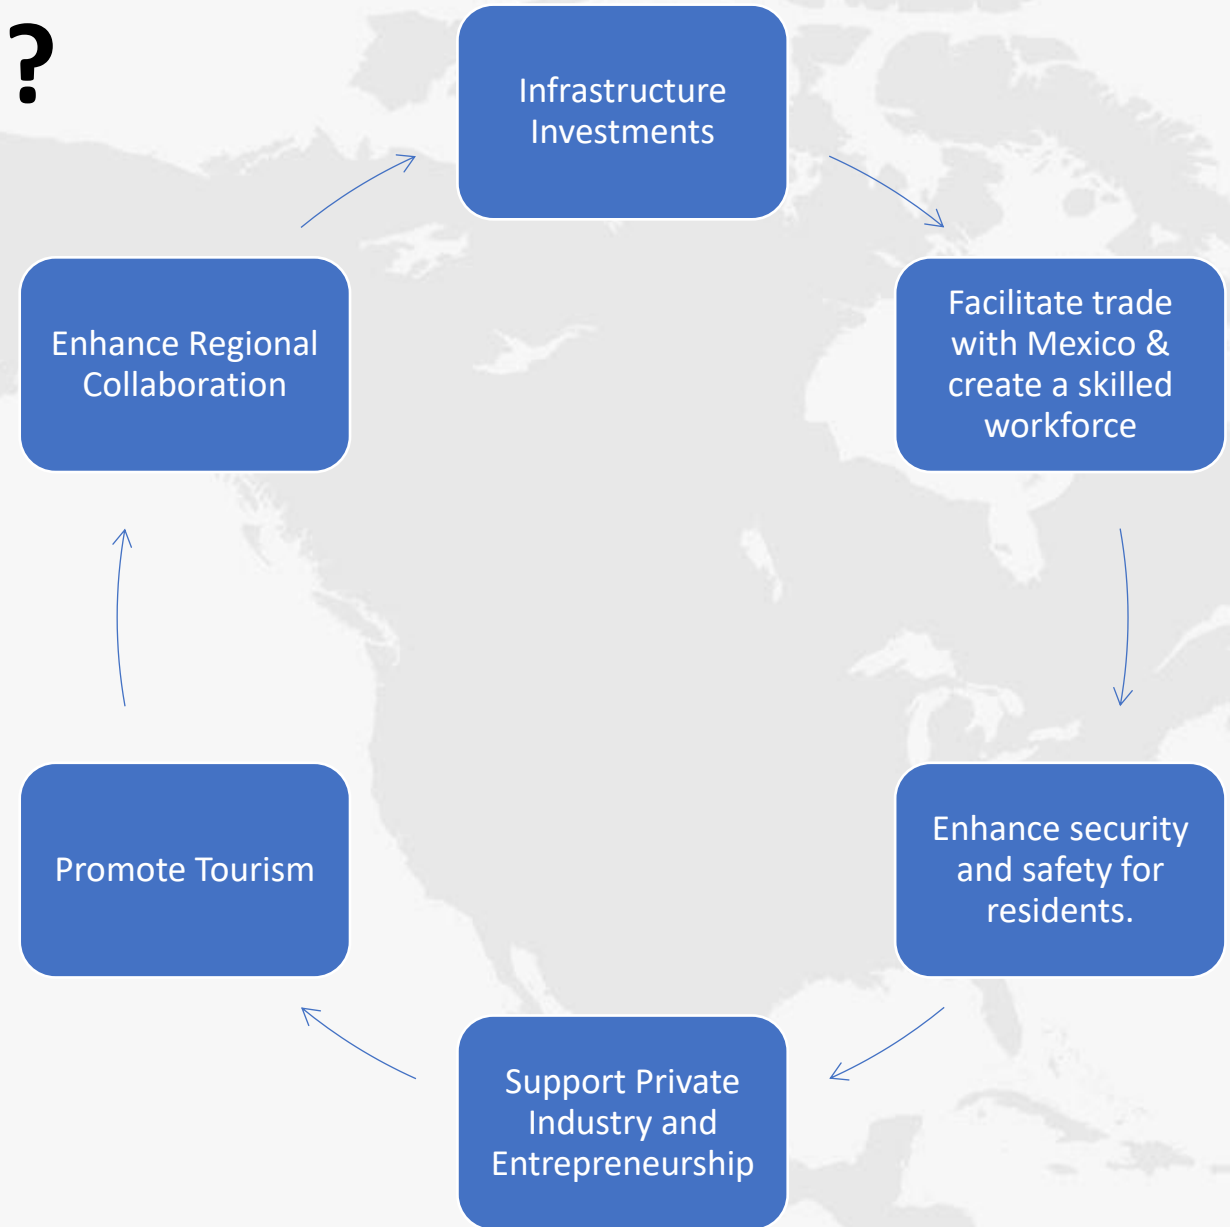 ?
Infrastructure
Investments
Facilitate trade
with Mexico &
create a skilled
workforce
Enhance security
and safety for
residents.
Support Private
Industry and
Entrepreneurship
Promote Tourism
Enhance Regional
Collaboration